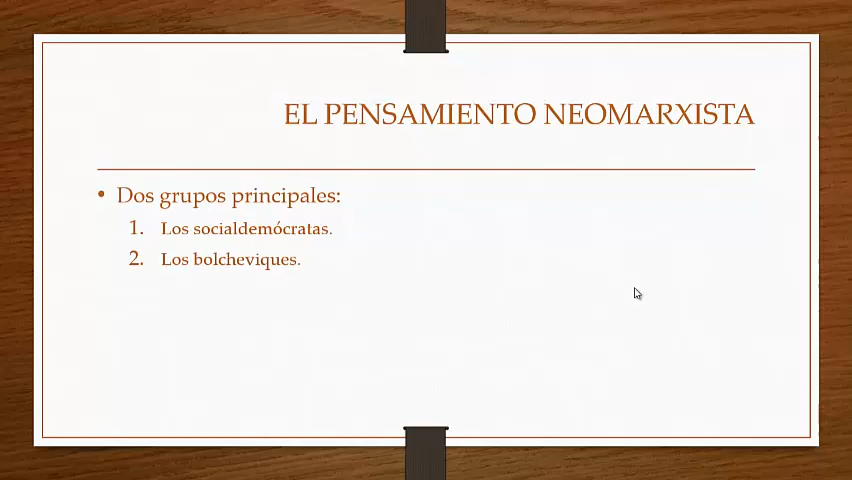 EL PENSAMIENTO NEOMARXISTA
• Dos grupos principales:
1. Los socialdemócratas.
2. Los bolcheviques.